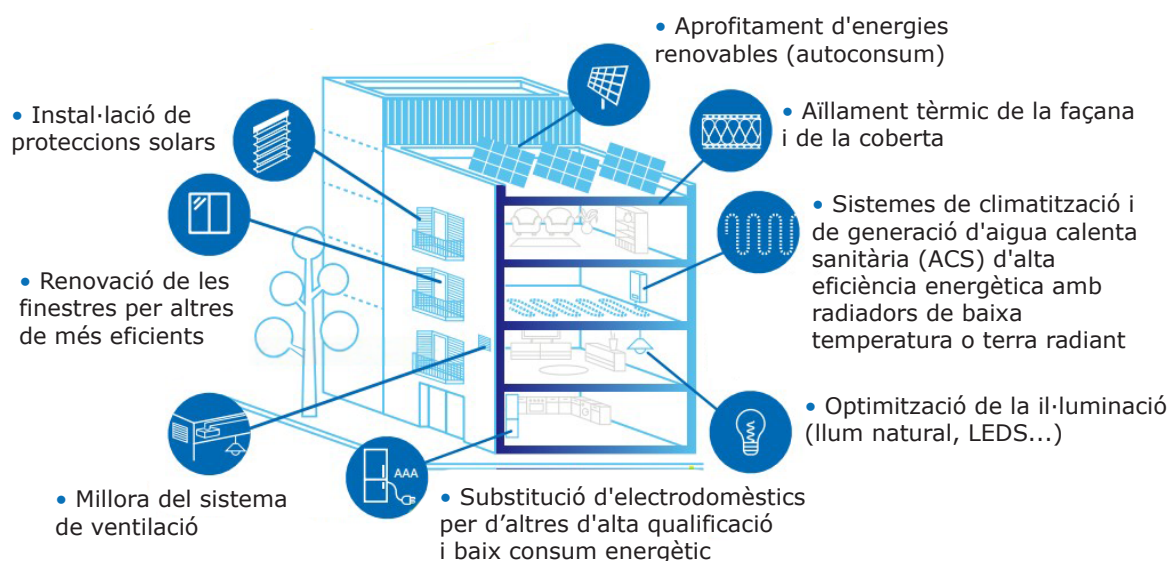 • Aprofitament d'energies
renovables (autoconsum)
• Instal·lació de
proteccions solars
• Aïllament tèrmic de la façana
i de la coberta
• Sistemes de climatització i
de generació d'aigua calenta
sanitària (ACS) d'alta
eficiència energètica amb
radiadors de baixa
temperatura o terra radiant
• Renovació de les
finestres per altres
de més eficients
• Optimització de la il·luminació
(llum natural, LEDS...)
AAA
• Millora del sistema
de ventilació
• Substitució d'electrodomèstics
per d’altres d'alta qualificació
i baix consum energètic